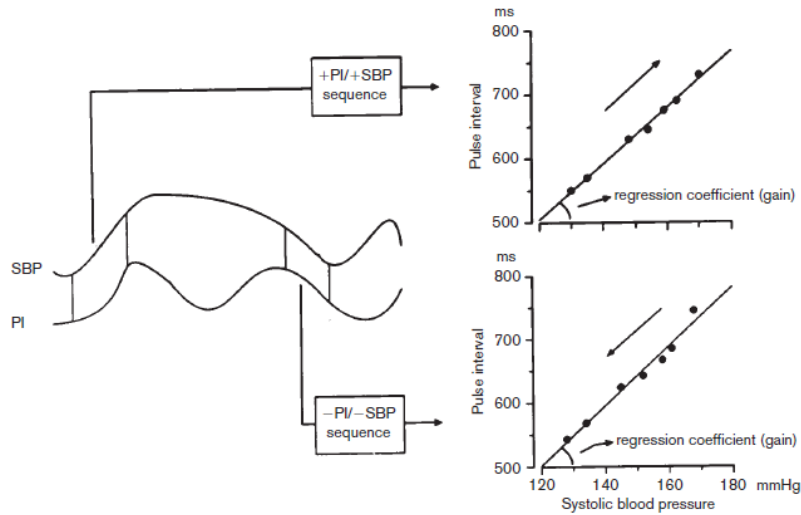 ms
800
700
600
500
Pulse interval
regression coefficient (gain)
+PI/+SBP
sequence
SBP
PI
−PI/−SBP
sequence
ms
800
700
600
500
Pulse interval
regression coefficient (gain)
120 140 160 180 mmHg
Systolic blood pressure